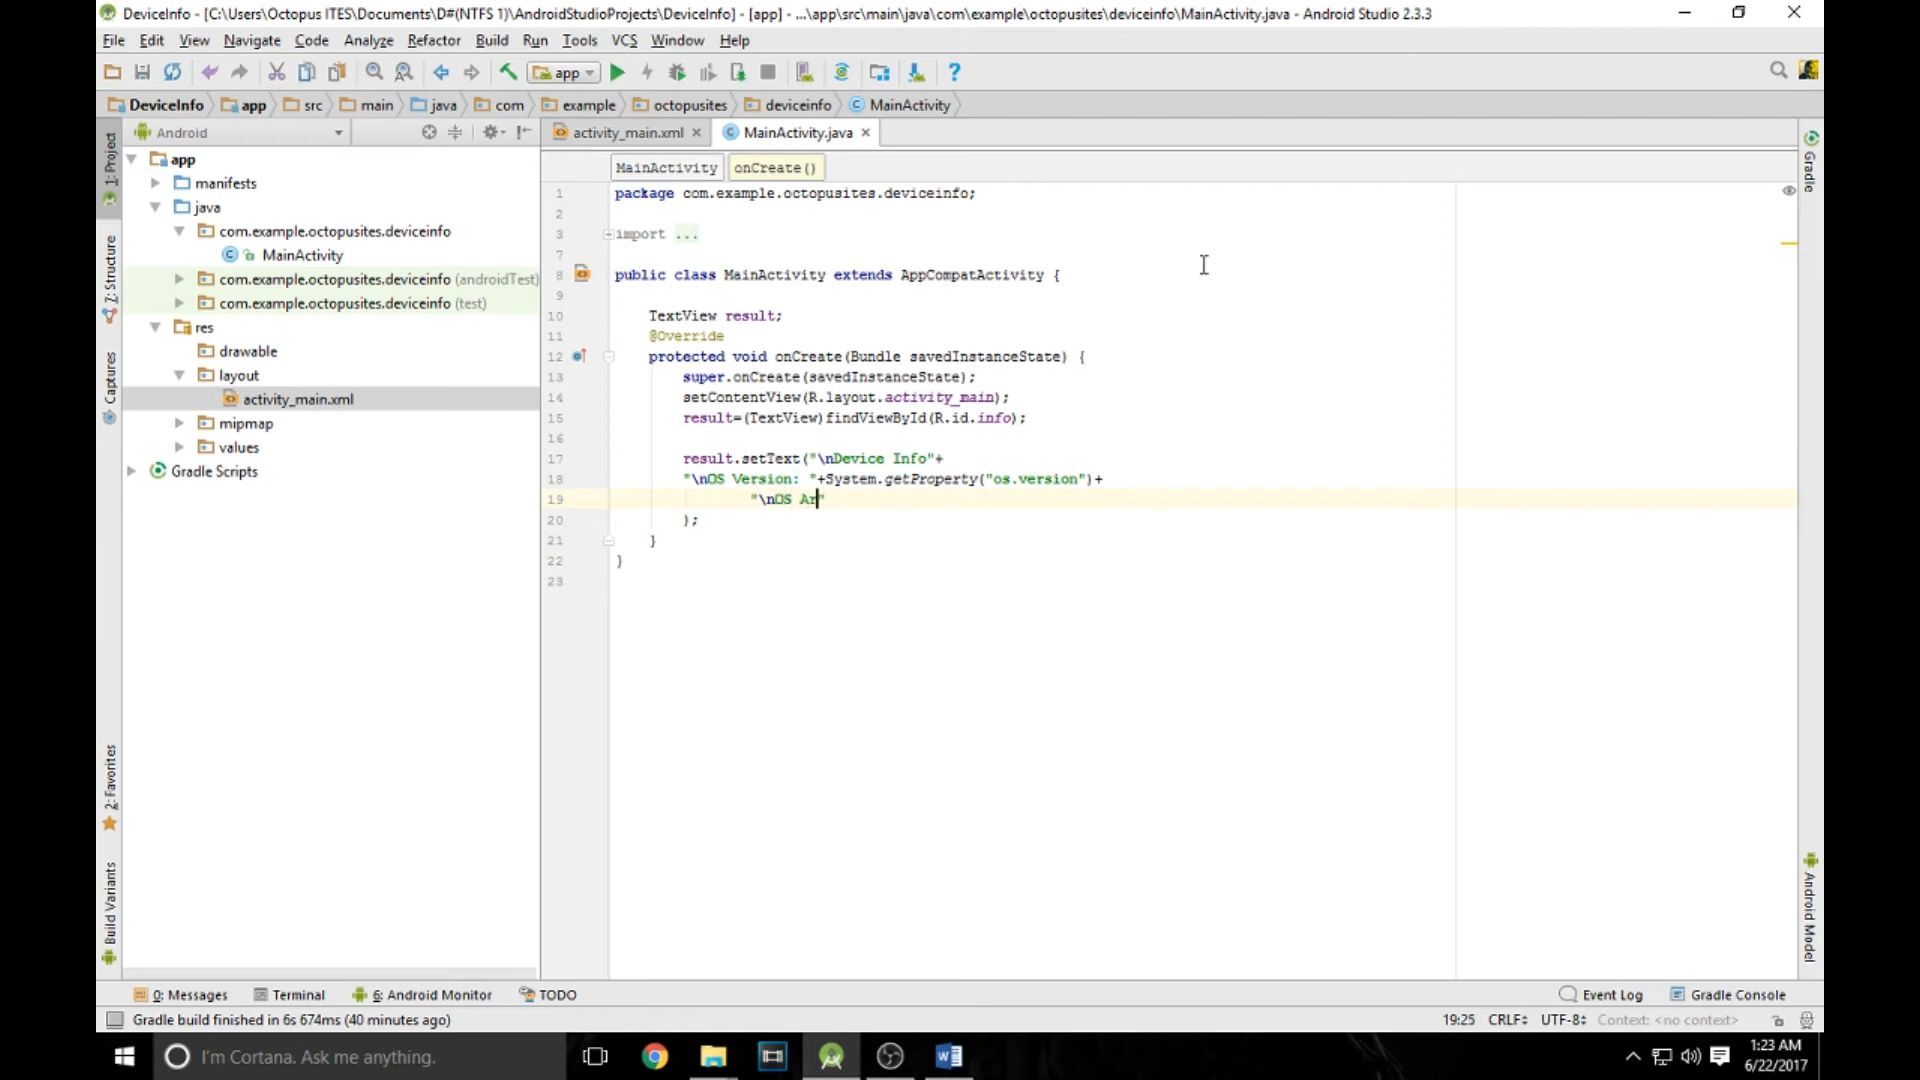 DeviceInfo - [C:\Users\Octopus ITES\Documents\D#(NTFS 1)\AndroidStudioProjects\DeviceInfo] - [app] - ...\app\src\main\java\com\example\octopusites\deviceinfo\MainActivity.java - Android Studio 2.3.3
File Edit View Navigate Code Analyze Refactor Build Run Tools VCS Window Help
app
DeviceInfo app src main java com example octopusites deviceinfo MainActivity
Android
activity_main.xml MainActivity.java
MainActivity onCreate()
1: Project
7: Structure
Captures
2: Favorites
Build Variants
app
manifests
java
com.example.octopusites.deviceinfo
MainActivity
com.example.octopusites.deviceinfo (androidTest)
com.example.octopusites.deviceinfo (test)
res
drawable
layout
activity_main.xml
mipmap
values
Gradle Scripts
1 package com.example.octopusites.deviceinfo;
2
3 import ...
7
8 public class MainActivity extends AppCompatActivity {
9
10 TextView result;
11 @Override
12 protected void onCreate(Bundle savedInstanceState) {
13 super.onCreate(savedInstanceState);
14 setContentView(R.layout.activity_main);
15 result=(TextView)findViewById(R.id.info);
16
17 result.setText("\nDevice Info"+
18 "\nOS Version: "+System.getProperty("os.version")+
19 "\nOS Ar"
20 );
21 }
22 }
23
Gradle
Android Model
0: Messages Terminal 6: Android Monitor TODO Event Log Gradle Console
Gradle build finished in 6s 674ms (40 minutes ago) 19:25 CRLF UTF-8 Context: <no context>
I'm Cortana. Ask me anything.
1:23 AM
6/22/2017